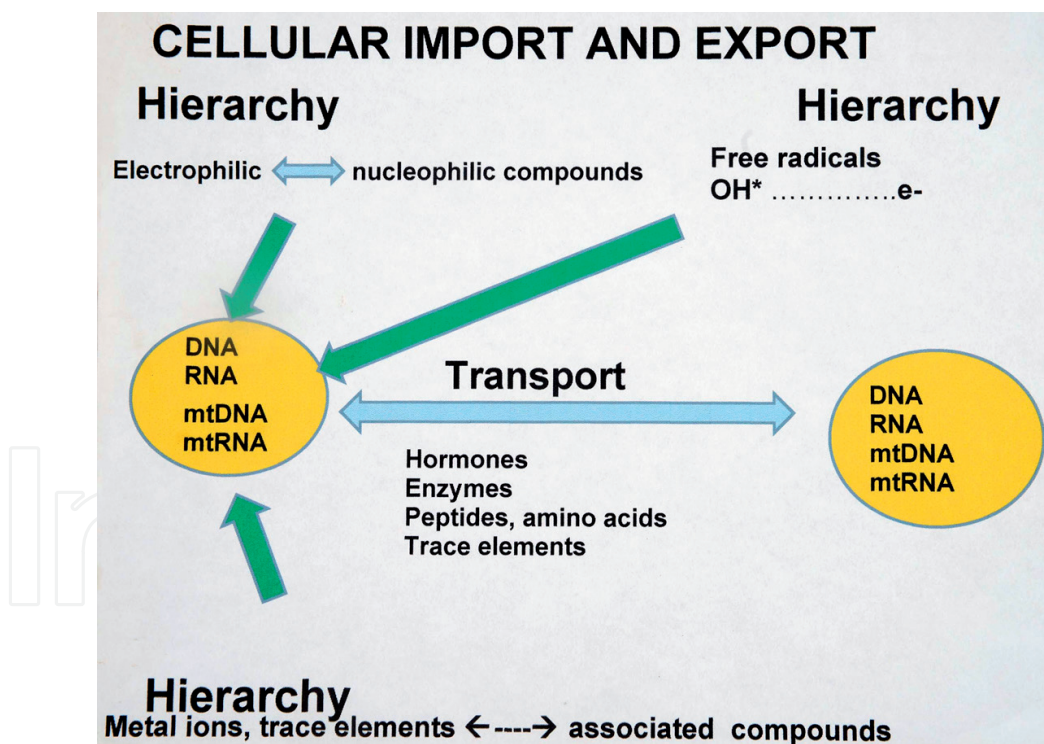 CELLULAR IMPORT AND EXPORT
Hierarchy
Electrophilic nucleophilic compounds
Hierarchy
Free radicals
OH* ..............e-
DNA
RNA
mtDNA
mtRNA
Transport
Hormones
Enzymes
Peptides, amino acids
Trace elements
DNA
RNA
mtDNA
mtRNA
Hierarchy
Metal ions, trace elements ←----→ associated compounds